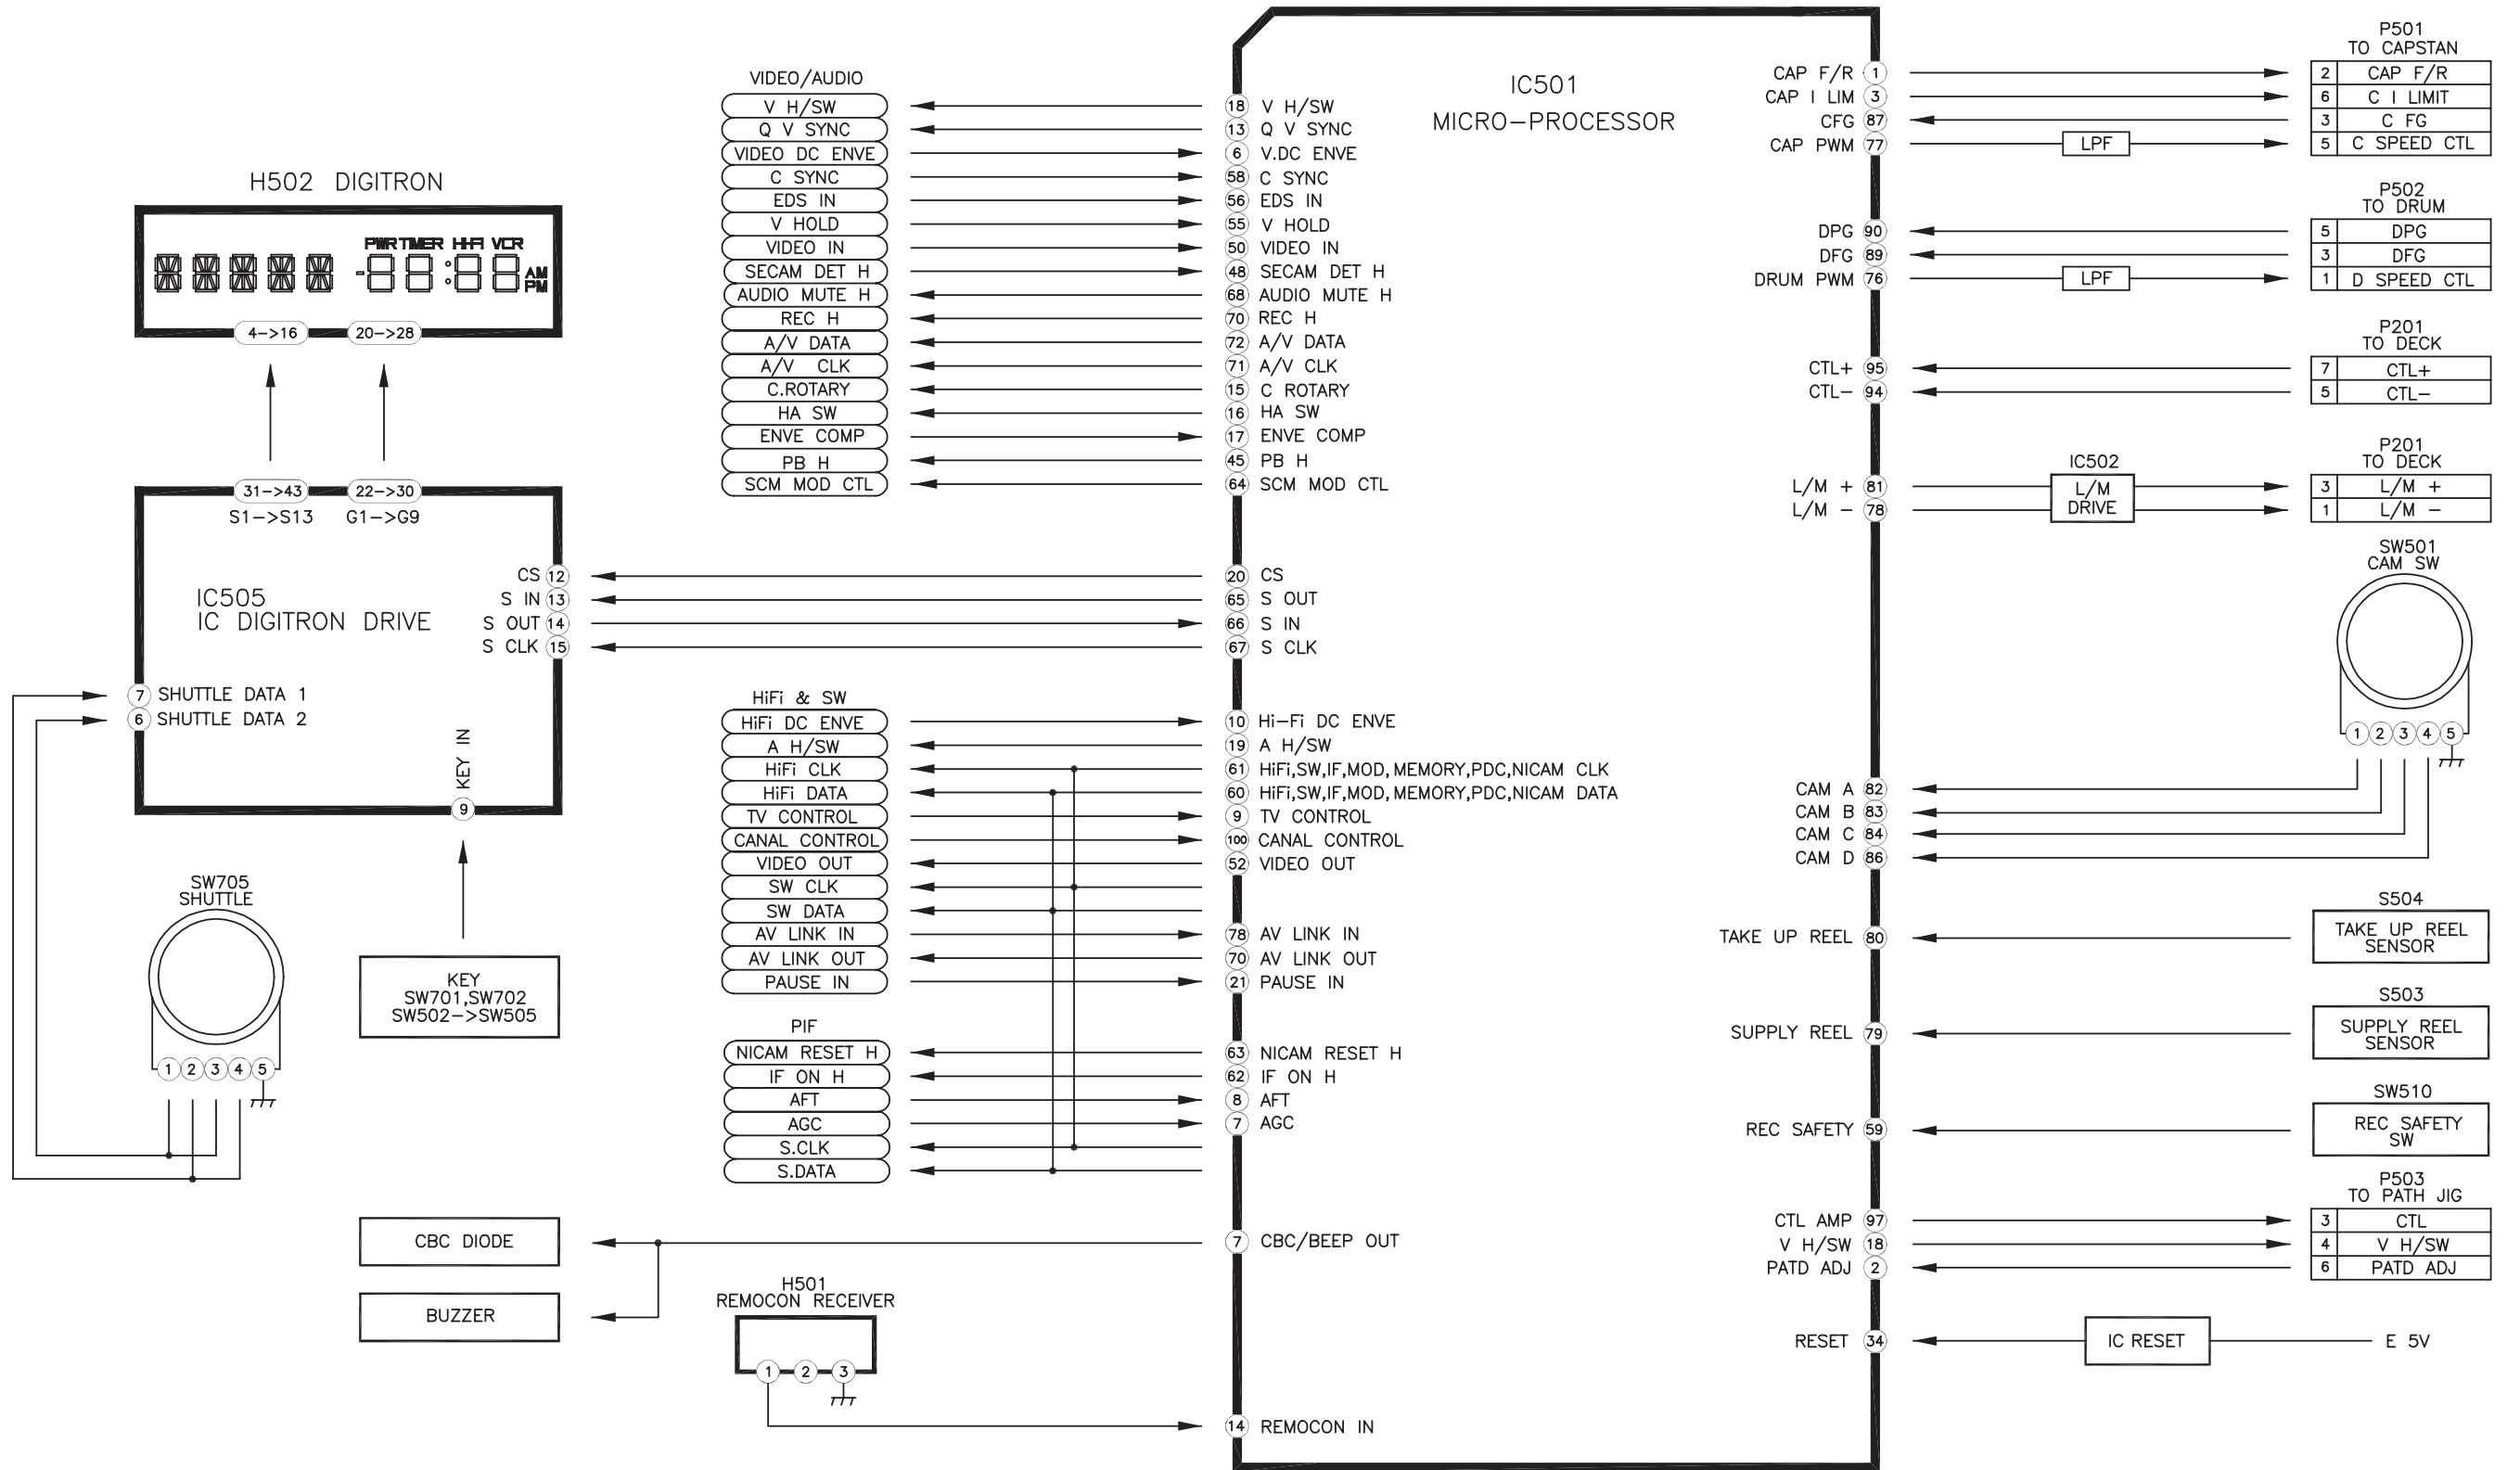 H502 DIGITRON
PWR TIMER HI-FI VCR
AM
PM
4->16
20->28
31->43
22->30
S1->S13
G1->G9
IC505
IC DIGITRON DRIVE
CS 12
S IN 13
S OUT 14
S CLK 15
7 SHUTTLE DATA 1
6 SHUTTLE DATA 2
KEY IN
9
SW705
SHUTTLE
1 2 3 4 5
KEY
SW701,SW702
SW502->SW505
CBC DIODE
BUZZER
VIDEO/AUDIO
V H/SW
Q V SYNC
VIDEO DC ENVE
C SYNC
EDS IN
V HOLD
VIDEO IN
SECAM DET H
AUDIO MUTE H
REC H
A/V DATA
A/V CLK
C.ROTARY
HA SW
ENVE COMP
PB H
SCM MOD CTL
HiFi & SW
HiFi DC ENVE
A H/SW
HiFi CLK
HiFi DATA
TV CONTROL
CANAL CONTROL
VIDEO OUT
SW CLK
SW DATA
AV LINK IN
AV LINK OUT
PAUSE IN
PIF
NICAM RESET H
IF ON H
AFT
AGC
S.CLK
S.DATA
H501
REMOCON RECEIVER
1 2 3
IC501
MICRO-PROCESSOR
18 V H/SW
13 Q V SYNC
6 V.DC ENVE
58 C SYNC
56 EDS IN
55 V HOLD
50 VIDEO IN
48 SECAM DET H
68 AUDIO MUTE H
70 REC H
72 A/V DATA
71 A/V CLK
15 C ROTARY
16 HA SW
17 ENVE COMP
45 PB H
64 SCM MOD CTL
20 CS
65 S OUT
66 S IN
67 S CLK
10 Hi-Fi DC ENVE
19 A H/SW
61 HiFi,SW,IF,MOD,MEMORY,PDC,NICAM CLK
60 HiFi,SW,IF,MOD,MEMORY,PDC,NICAM DATA
9 TV CONTROL
100 CANAL CONTROL
52 VIDEO OUT
78 AV LINK IN
70 AV LINK OUT
21 PAUSE IN
63 NICAM RESET H
62 IF ON H
8 AFT
7 AGC
7 CBC/BEEP OUT
14 REMOCON IN
CAP F/R 1
CAP I LIM 3
CFG 87
CAP PWM 77
DPG 90
DFG 89
DRUM PWM 76
CTL+ 95
CTL- 94
L/M + 81
L/M - 78
CAM A 82
CAM B 83
CAM C 84
CAM D 86
TAKE UP REEL 80
SUPPLY REEL 79
REC SAFETY 59
CTL AMP 97
V H/SW 18
PATD ADJ 2
RESET 34
LPF
LPF
IC502
L/M
DRIVE
IC RESET
E 5V
P501
TO CAPSTAN
2 CAP F/R
6 C I LIMIT
3 C FG
5 C SPEED CTL
P502
TO DRUM
5 DPG
3 DFG
1 D SPEED CTL
P201
TO DECK
7 CTL+
5 CTL-
P201
TO DECK
3 L/M +
1 L/M -
SW501
CAM SW
1 2 3 4 5
S504
TAKE UP REEL
SENSOR
S503
SUPPLY REEL
SENSOR
SW510
REC SAFETY
SW
P503
TO PATH JIG
3 CTL
4 V H/SW
6 PATD ADJ